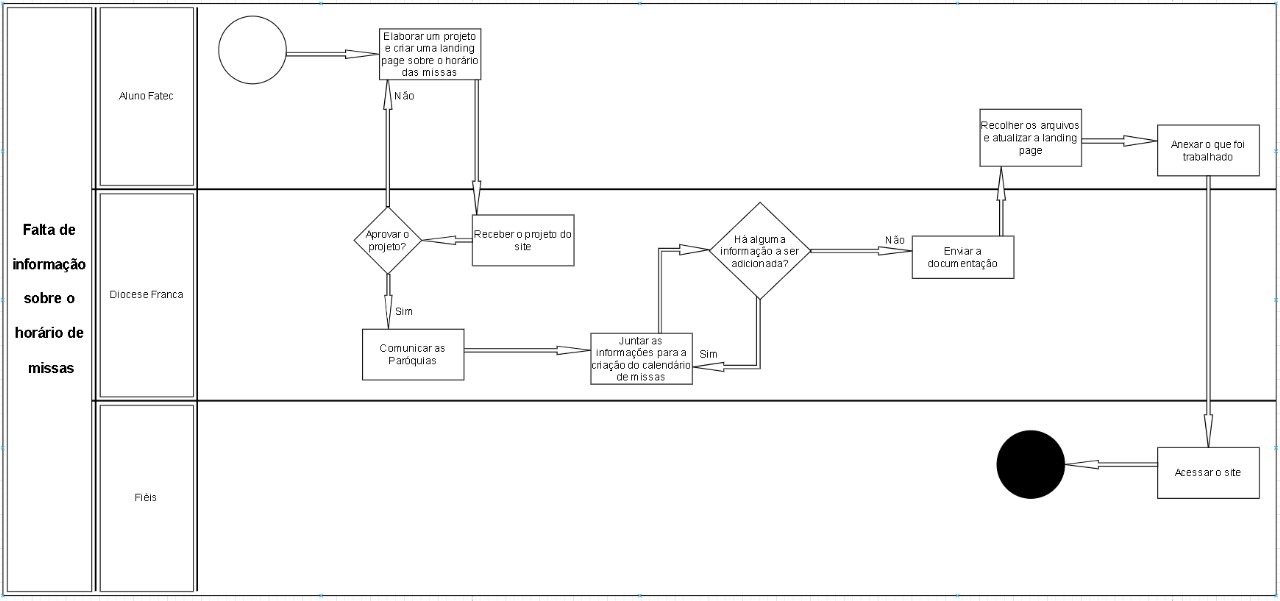 Falta de
informação
sobre o
horário de
missas
Aluno Fatec
Elaborar um projeto
e criar uma landing
page sobre o horário
das missas
Não
Recolher os arquivos
e atualizar a landing
page
Anexar o que foi
trabalhado
Diocese Franca
Aprovar o
projeto?
Receber o projeto do
site
Sim
Comunicar as
Paróquias
Juntar as
informações para a
criação do calendário
de missas
Há alguma
informação a ser
adicionada?
Sim
Não
Enviar a
documentação
Fiéis
Acessar o site